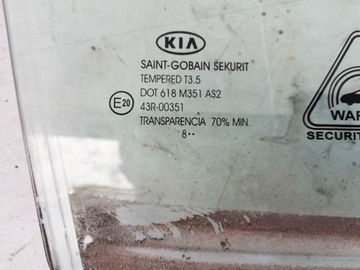 KIA
SAINT-GOBAIN SEKURIT
TEMPERED T3.5
DOT 618 M351 AS2
E20 43R-00351
TRANSPARENCÍA 70% MIN.
8••
WAR
SECURIT